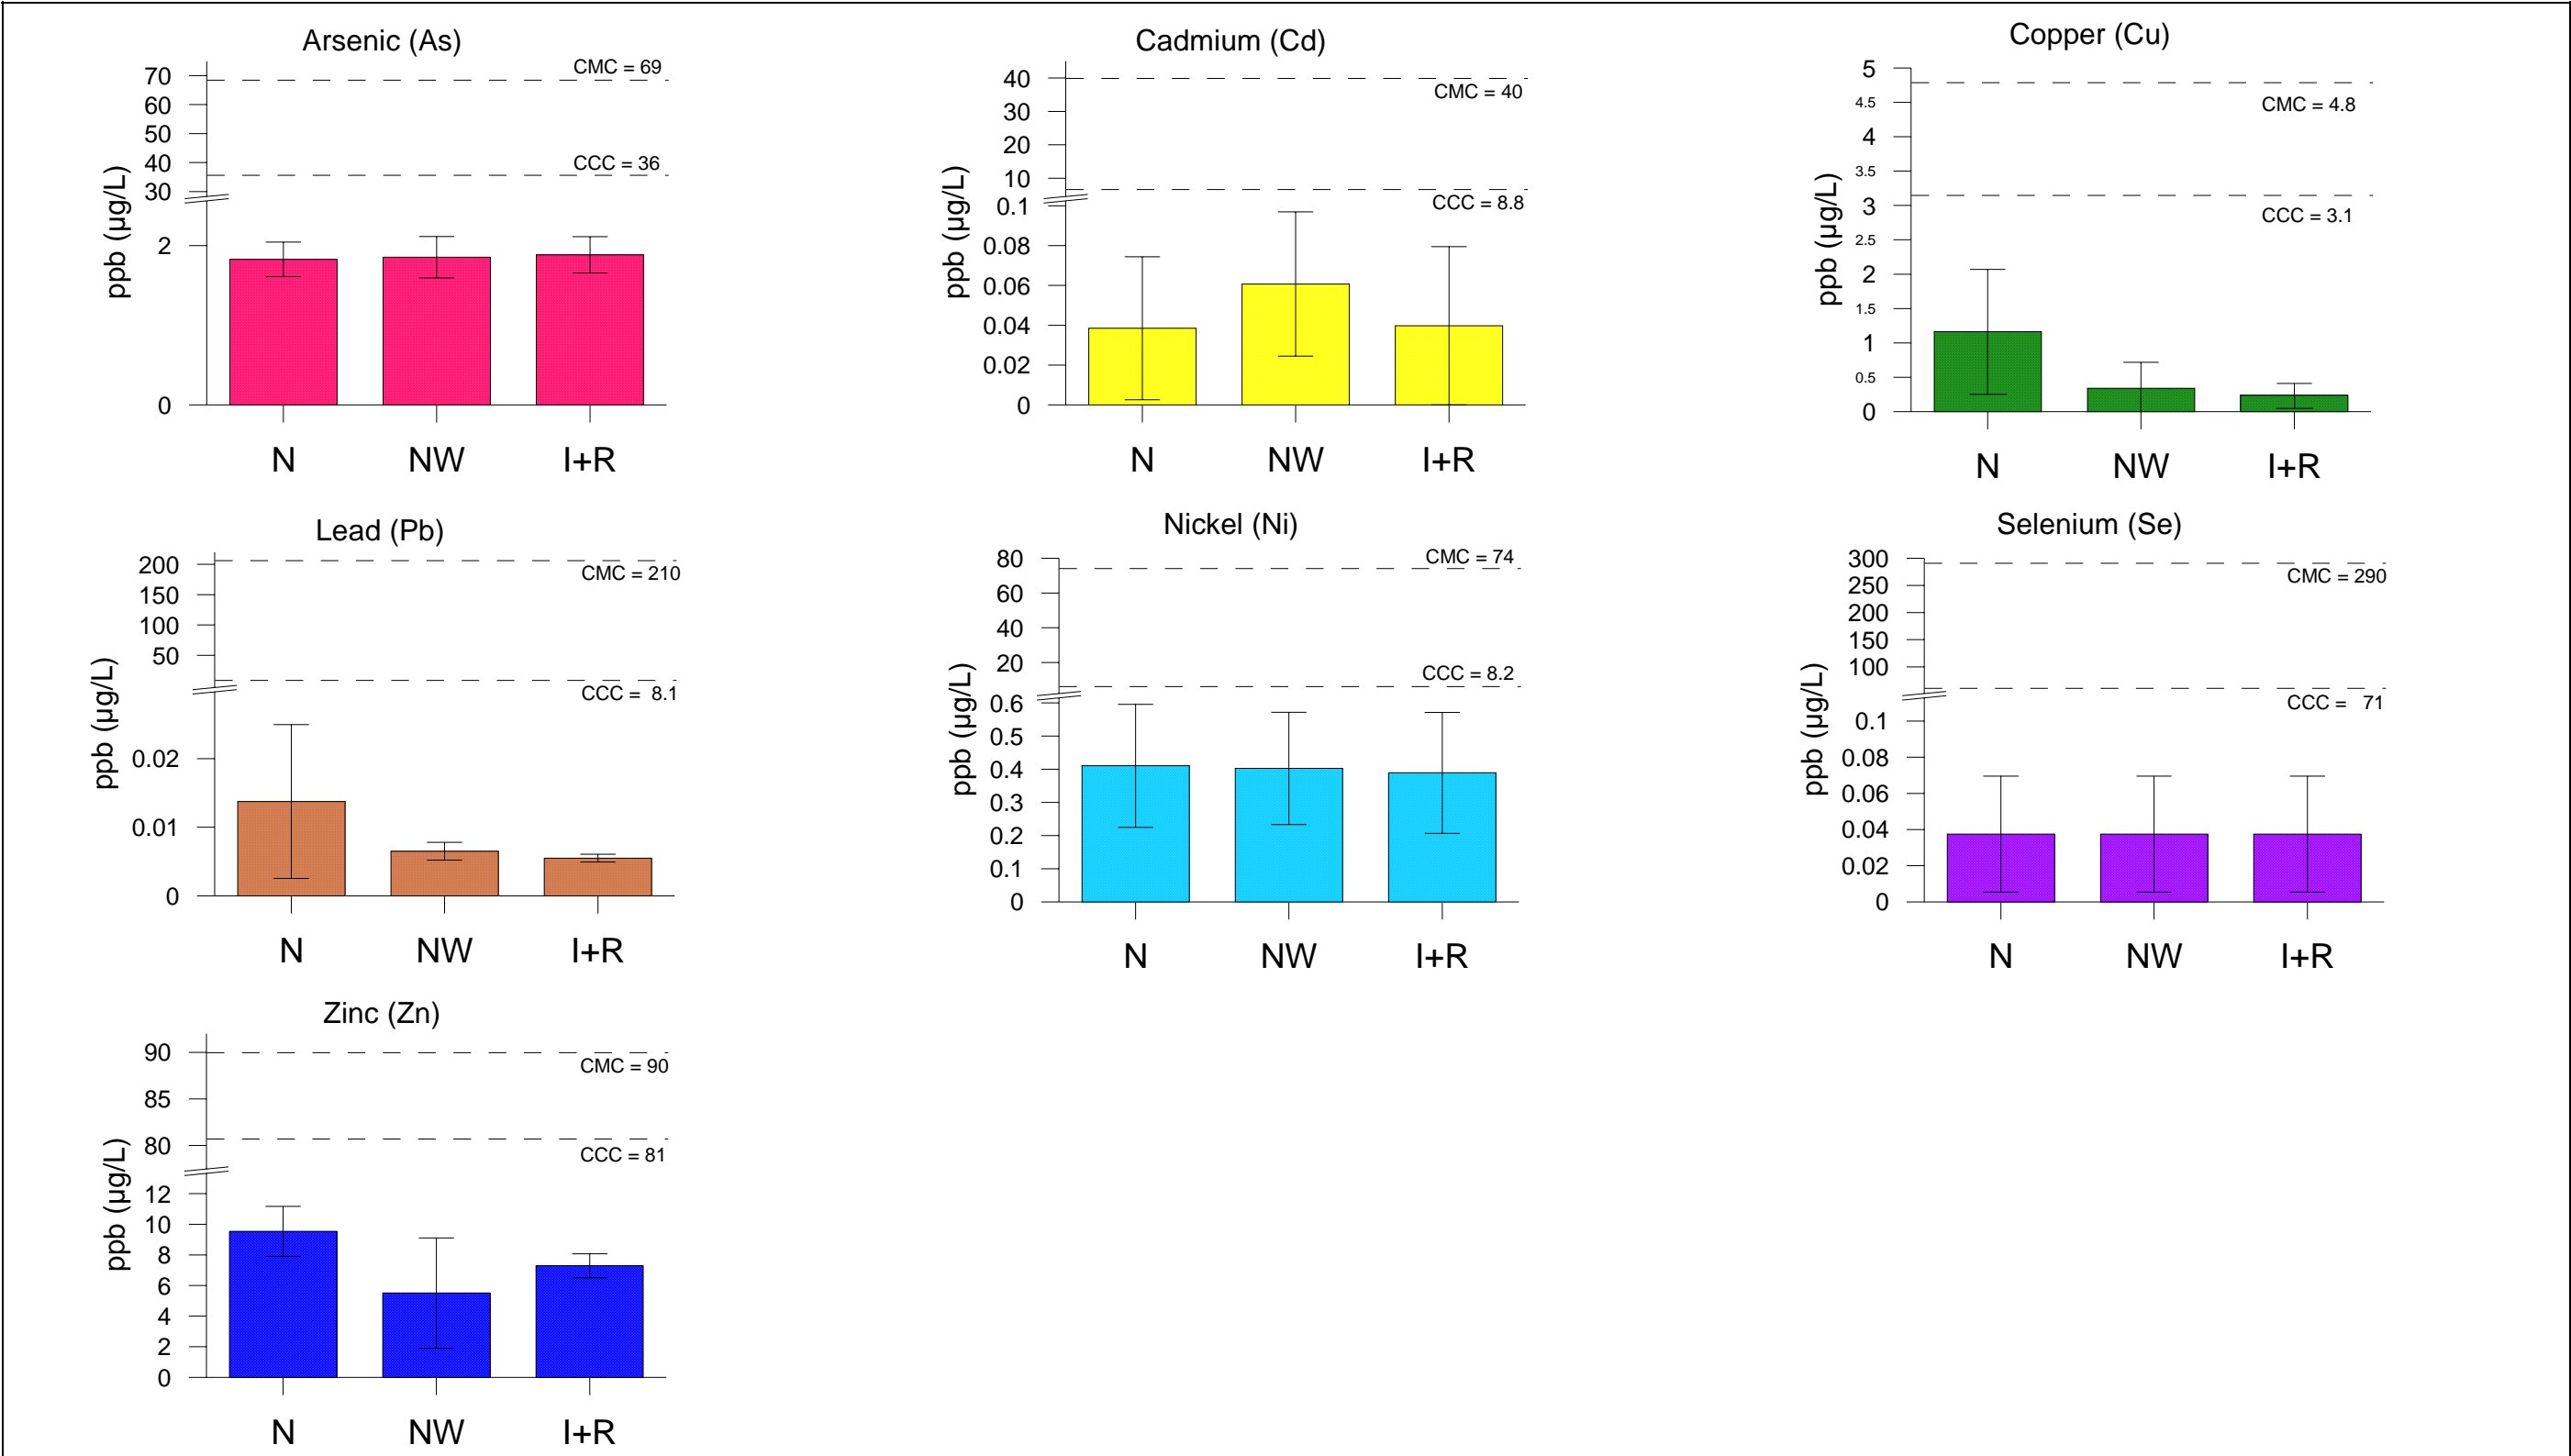 Arsenic (As)
ppb (µg/L)
70
60
50
40
30
2
0
CMC = 69
CCC = 36
N NW I+R
Cadmium (Cd)
ppb (µg/L)
40
30
20
10
0.1
0.08
0.06
0.04
0.02
0
CMC = 40
CCC = 8.8
N NW I+R
Copper (Cu)
ppb (µg/L)
5
4.5
4
3.5
3
2.5
2
1.5
1
0.5
0
CMC = 4.8
CCC = 3.1
N NW I+R
Lead (Pb)
ppb (µg/L)
200
150
100
50
0.02
0.01
0
CMC = 210
CCC = 8.1
N NW I+R
Nickel (Ni)
ppb (µg/L)
80
60
40
20
0.6
0.5
0.4
0.3
0.2
0.1
0
CMC = 74
CCC = 8.2
N NW I+R
Selenium (Se)
ppb (µg/L)
300
250
200
150
100
0.1
0.08
0.06
0.04
0.02
0
CMC = 290
CCC = 71
N NW I+R
Zinc (Zn)
ppb (µg/L)
90
85
80
12
10
8
6
4
2
0
CMC = 90
CCC = 81
N NW I+R